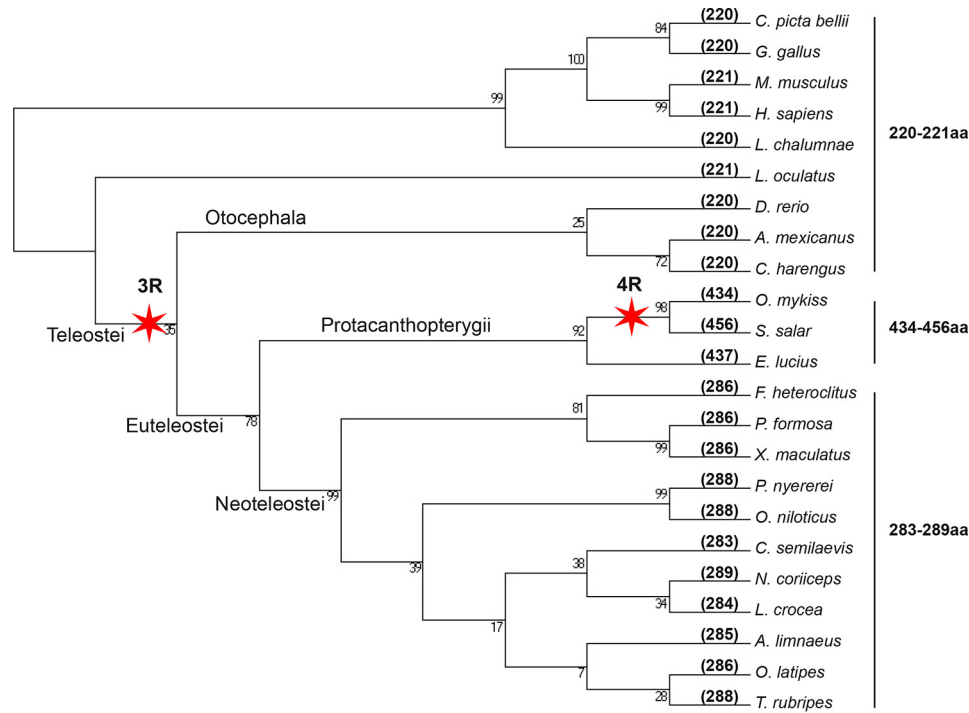 (220) C. picta bellii
84
(220) G. gallus
100
(221) M. musculus
99
99
(221) H. sapiens
220-221aa
(220) L. chalumnae
(221) L. oculatus
(220) D. rerio
Otocephala
25
(220) A. mexicanus
72
(220) C. harengus
3R
4R
(434) O. mykiss
98
Teleostei
35
Protacanthopterygii
(456) S. salar
434-456aa
92
(437) E. lucius
(286) F. heteroclitus
81
Euteleostei
78
(286) P. formosa
99
(286) X. maculatus
Neoteleostei
99
(288) P. nyererei
99
(288) O. niloticus
283-289aa
(283) C. semilaevis
39
38
(289) N. coriiceps
34
(284) L. crocea
17
(285) A. limnaeus
7
(286) O. latipes
28
(288) T. rubripes